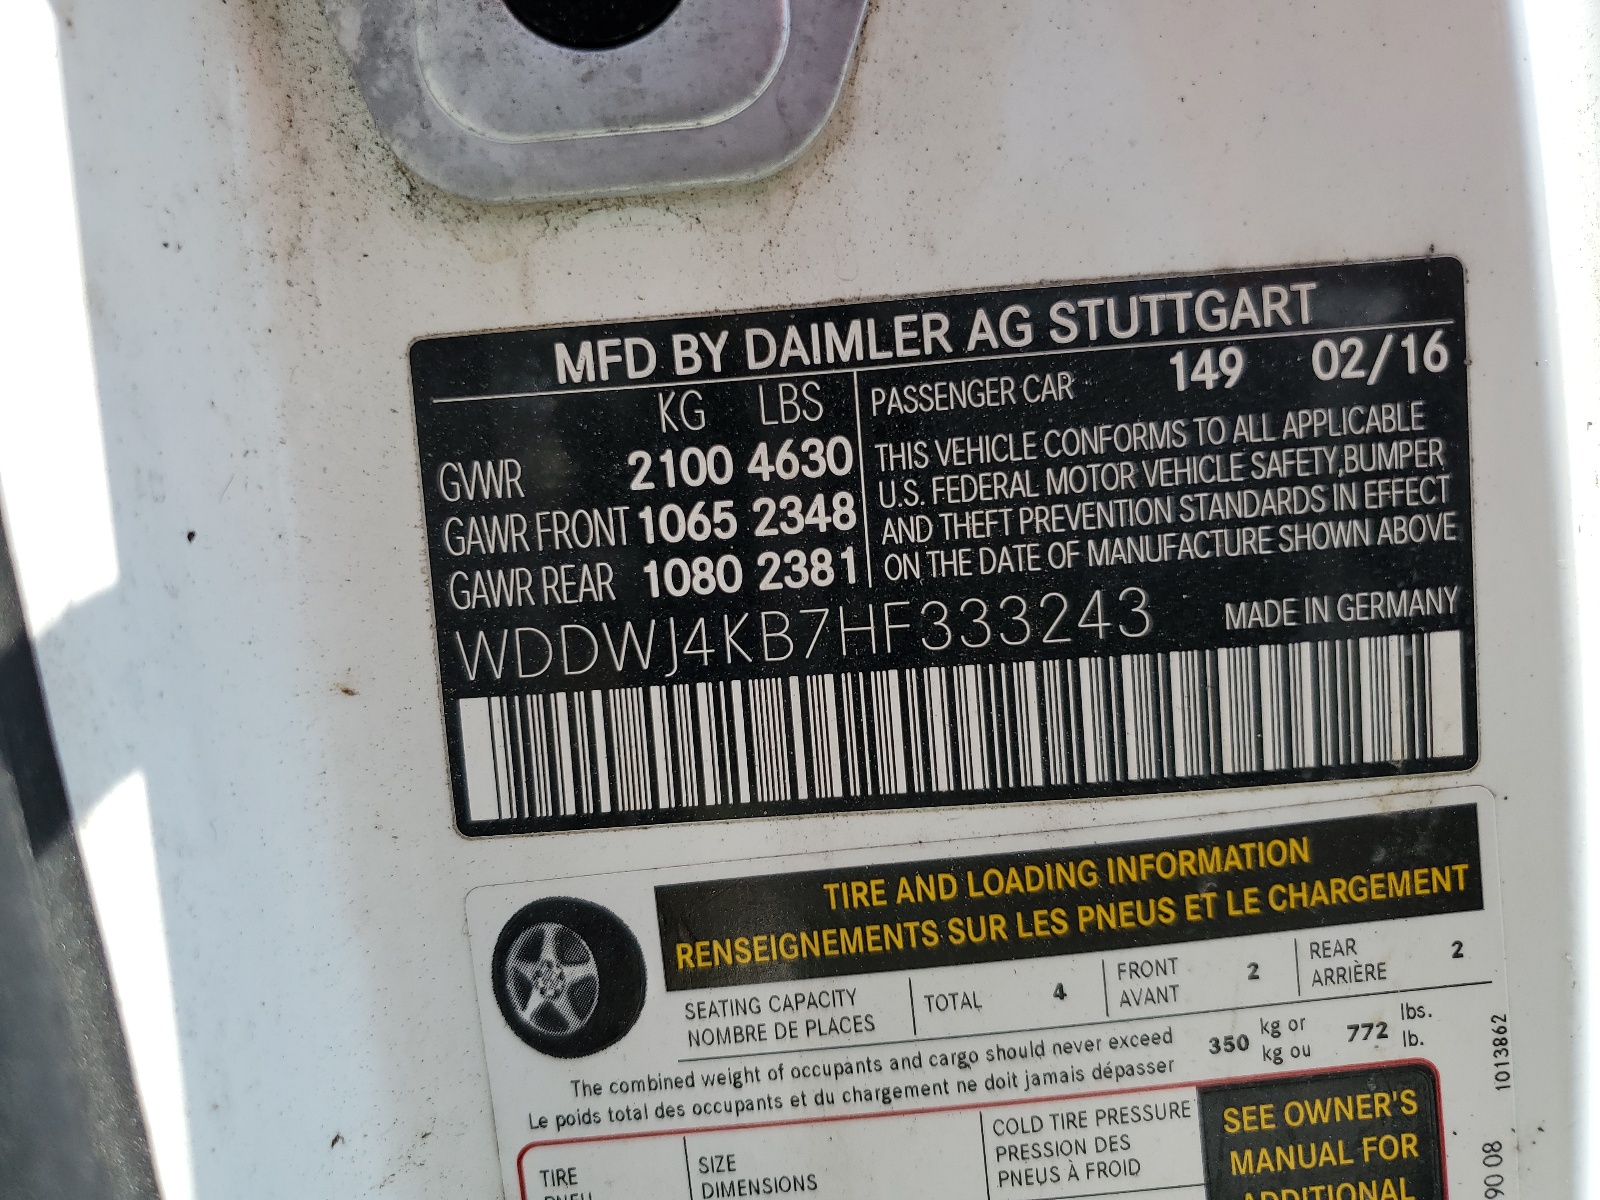 MFD BY DAIMLER AG STUTTGART
KG LBS
GVWR 2100 4630
GAWR FRONT 1065 2348
GAWR REAR 1080 2381
PASSENGER CAR 149 02/16
THIS VEHICLE CONFORMS TO ALL APPLICABLE
U.S. FEDERAL MOTOR VEHICLE SAFETY,BUMPER
AND THEFT PREVENTION STANDARDS IN EFFECT
ON THE DATE OF MANUFACTURE SHOWN ABOVE
WDDWJ4KB7HF333243
MADE IN GERMANY
TIRE AND LOADING INFORMATION
RENSEIGNEMENTS SUR LES PNEUS ET LE CHARGEMENT
SEATING CAPACITY
NOMBRE DE PLACES
TOTAL 4
FRONT
AVANT
2
REAR
ARRIÈRE
2
The combined weight of occupants and cargo should never exceed
Le poids total des occupants et du chargement ne doit jamais dépasser
350
kg or
kg ou
772
lbs.
lb.
1013862
TIRE
PNEU
SIZE
DIMENSIONS
COLD TIRE PRESSURE
PRESSION DES
PNEUS À FROID
SEE OWNER'S
MANUAL FOR
ADDITIONAL
90 08